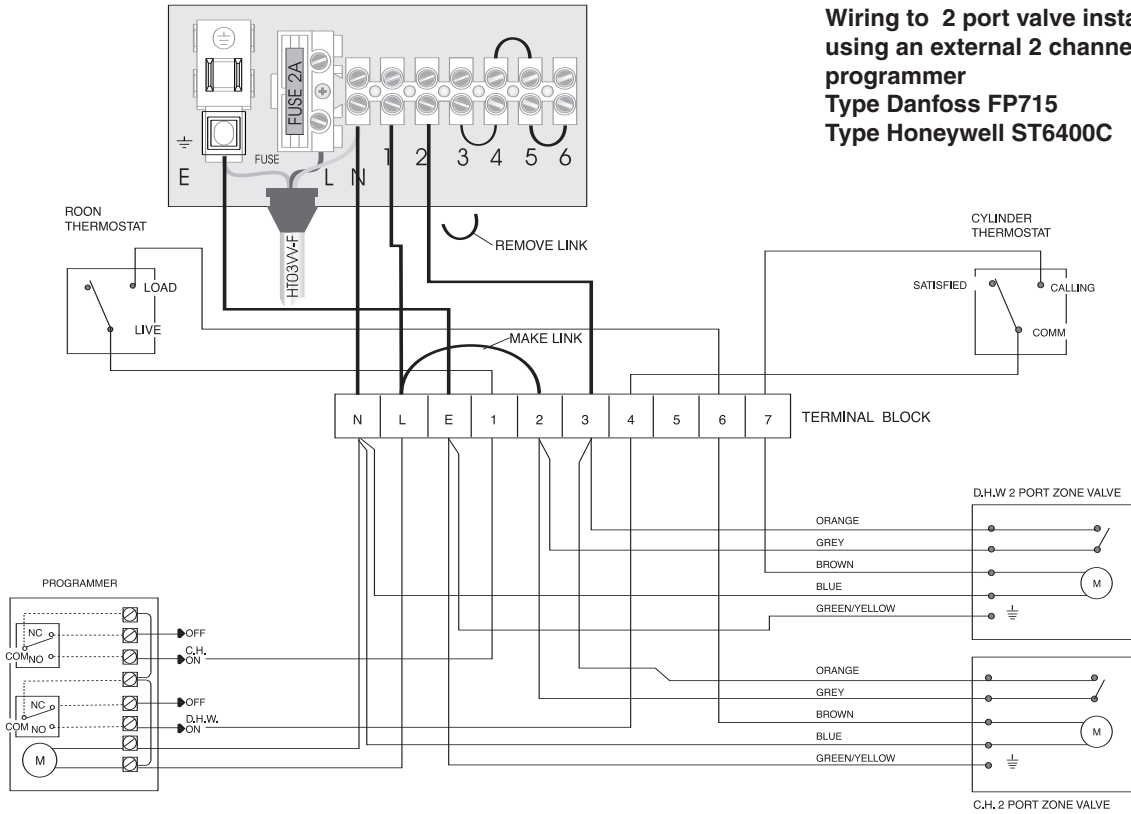 Wiring to 2 port valve insta
using an external 2 channe
programmer
Type Danfoss FP715
Type Honeywell ST6400C
FUSE 2A
E
FUSE
L N 1 2 3 4 5 6
HT03VV-F
REMOVE LINK
ROON
THERMOSTAT
LOAD
LIVE
CYLINDER
THERMOSTAT
SATISFIED
CALLING
COMM
MAKE LINK
N L E 1 2 3 4 5 6 7
TERMINAL BLOCK
D.H.W 2 PORT ZONE VALVE
ORANGE
GREY
BROWN
BLUE
GREEN/YELLOW
M
PROGRAMMER
NC
COM
NO
OFF
C.H.
ON
NC
COM
NO
OFF
D.H.W.
ON
M
ORANGE
GREY
BROWN
BLUE
GREEN/YELLOW
M
C.H. 2 PORT ZONE VALVE